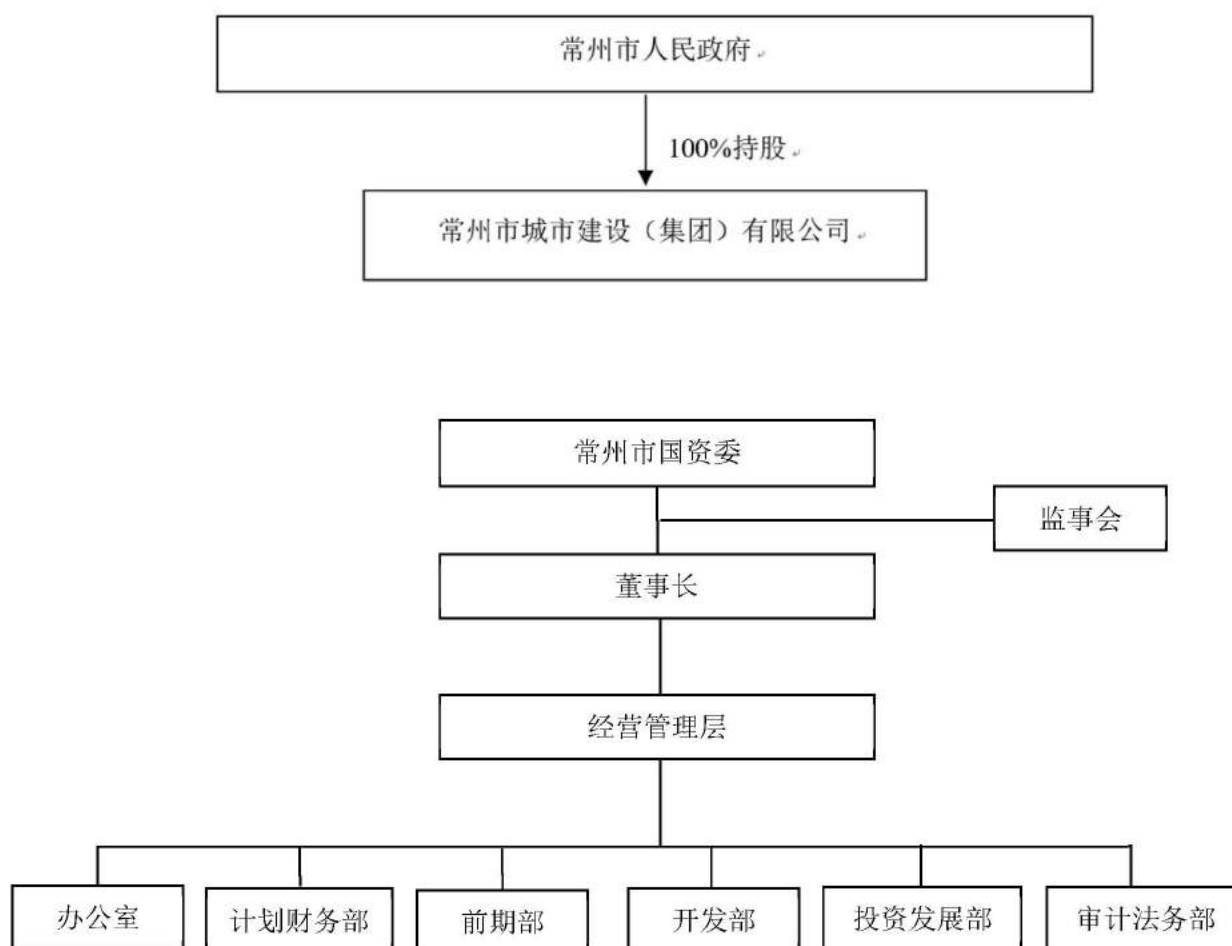 常州市人民政府
100%持股
常州市城市建设（集团）有限公司
常州市国资委
监事会
董事长
经营管理层
办公室 计划财务部 前期部 开发部 投资发展部 审计法务部